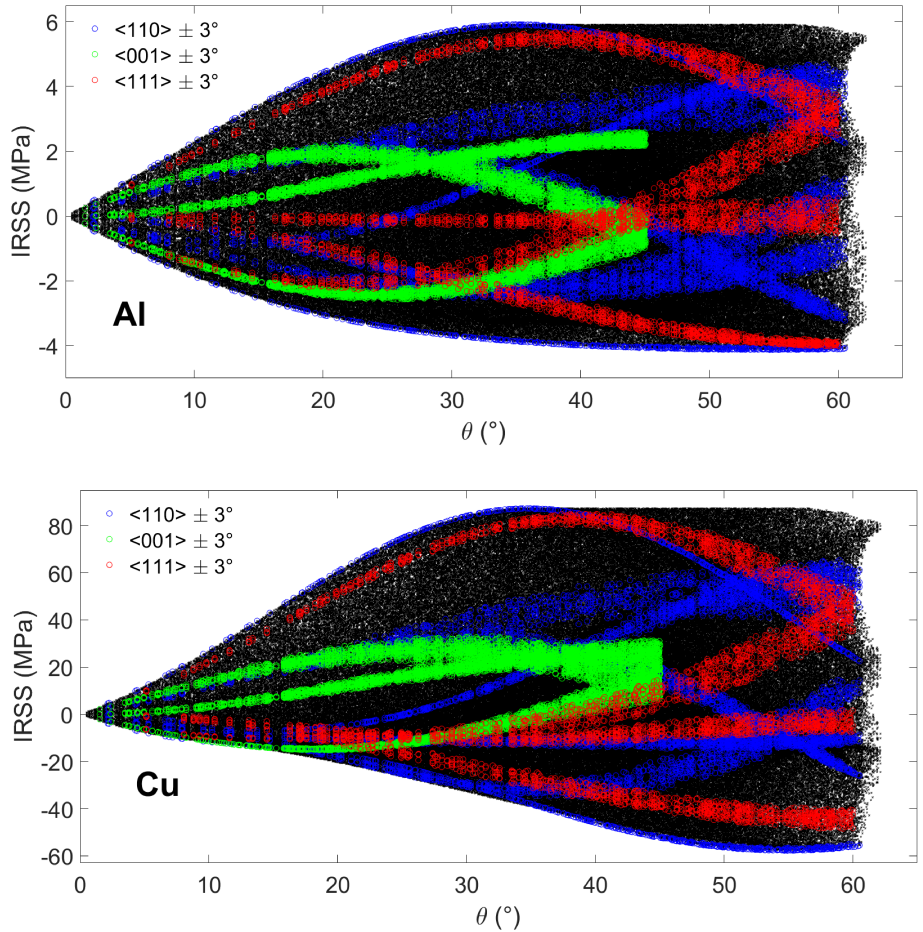 6
4
2
0
-2
-4
IRSS (MPa)
<110> ± 3°
<001> ± 3°
<111> ± 3°
Al
0 10 20 30 40 50 60
θ (°)
80
60
40
20
0
-20
-40
-60
IRSS (MPa)
<110> ± 3°
<001> ± 3°
<111> ± 3°
Cu
0 10 20 30 40 50 60
θ (°)